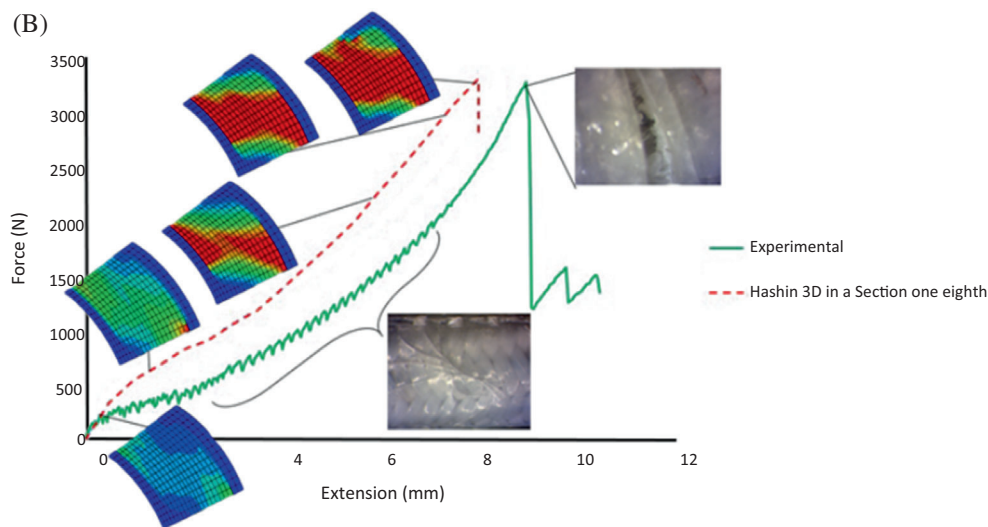 (B)
3500
3000
2500
2000
1500
1000
500
0
Force (N)
0
4
6
8
10
12
Extension (mm)
Experimental
Hashin 3D in a Section one eighth